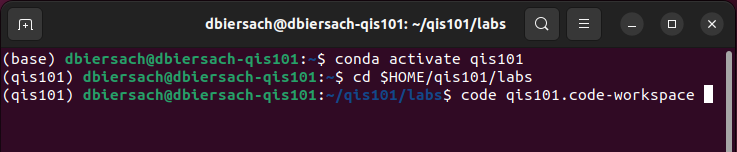 dbiersach@dbiersach-qis101: ~/qis101/labs
(base) dbiersach@dbiersach-qis101:~$ conda activate qis101
(qis101) dbiersach@dbiersach-qis101:~$ cd $HOME/qis101/labs
(qis101) dbiersach@dbiersach-qis101:~/qis101/labs$ code qis101.code-workspace